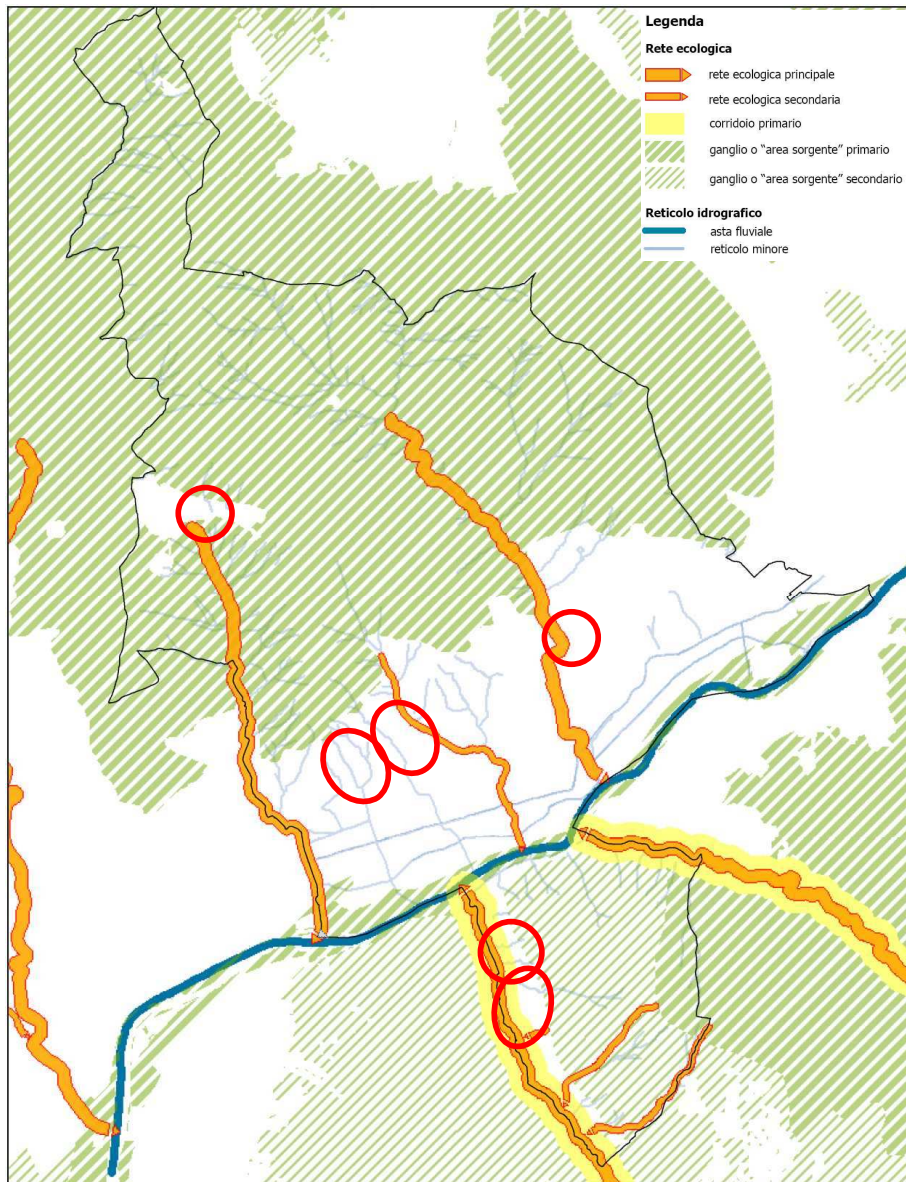 Legenda
Rete ecologica
rete ecologica principale
rete ecologica secondaria
corridoio primario
ganglio o "area sorgente" primario
ganglio o "area sorgente" secondario
Reticolo idrografico
asta fluviale
reticolo minore